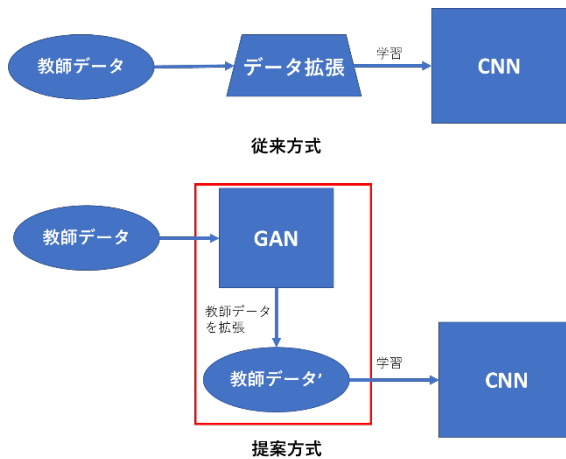 教師データ
データ拡張
学習
CNN
従来方式
教師データ
GAN
教師データ
を拡張
教師データ'
学習
CNN
提案方式